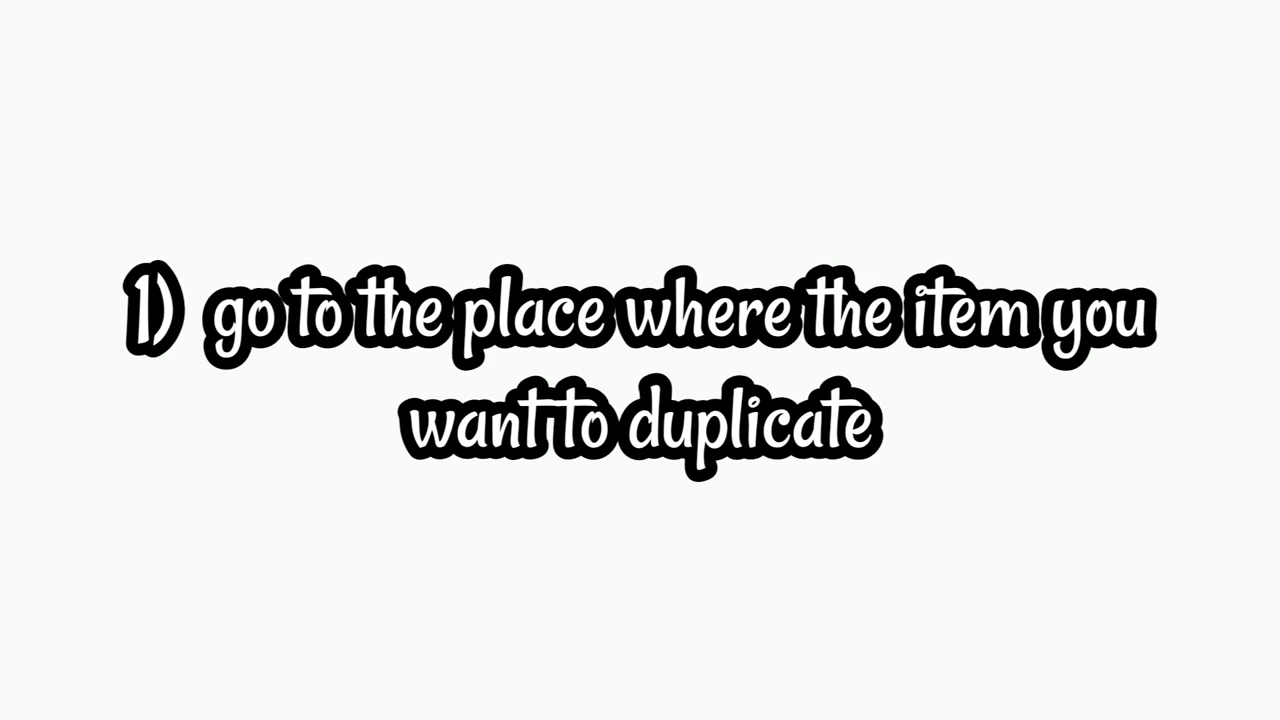 1) go to the place where the item you
want to duplicate